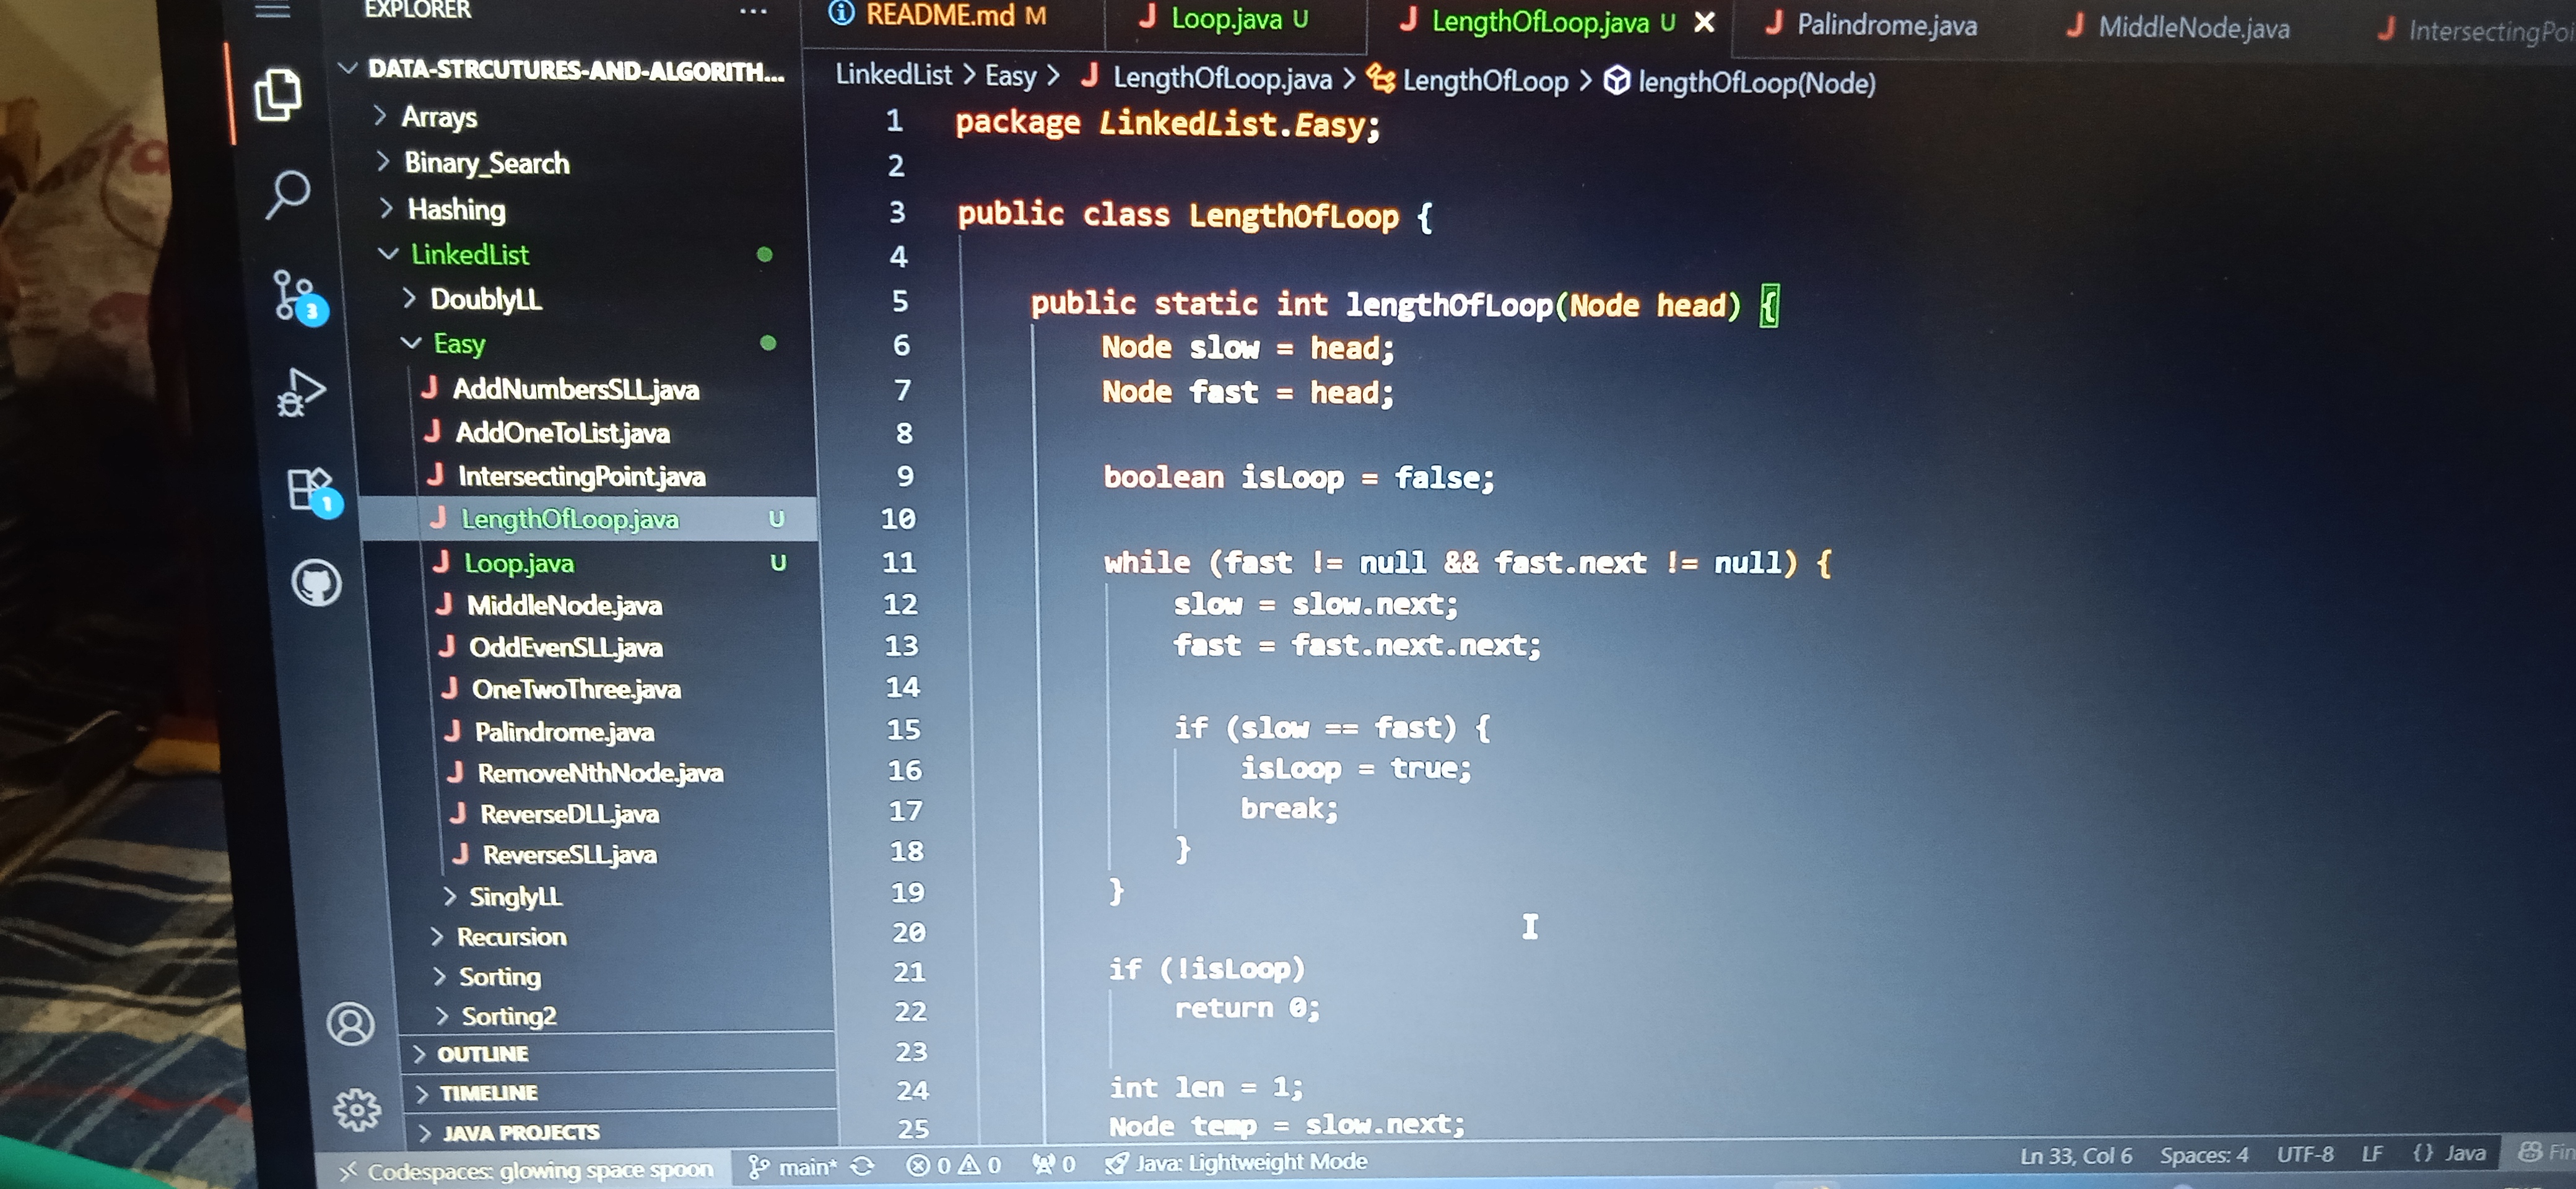 EXPLORER
...
DATA-STRCUTURES-AND-ALGORITH...
Arrays
Binary_Search
Hashing
LinkedList
DoublyLL
Easy
AddNumbersSLL.java
AddOneToList.java
IntersectingPoint.java
LengthOfLoop.java U
Loop.java U
MiddleNode.java
OddEvenSLL.java
OneTwoThree.java
Palindrome.java
RemoveNthNode.java
ReverseDLL.java
ReverseSLL.java
SinglyLL
Recursion
Sorting
Sorting2
OUTLINE
TIMELINE
JAVA PROJECTS
3
1
README.md M
Loop.java U
LengthOfLoop.java U
Palindrome.java
MiddleNode.java
IntersectingPoi
LinkedList > Easy > LengthOfLoop.java > LengthOfLoop > lengthOfLoop(Node)
1 package LinkedList.Easy;
2
3 public class LengthOfLoop {
4
5 public static int lengthOfLoop(Node head) {
6 Node slow = head;
7 Node fast = head;
8
9 boolean isLoop = false;
10
11 while (fast != null && fast.next != null) {
12 slow = slow.next;
13 fast = fast.next.next;
14
15 if (slow == fast) {
16 isLoop = true;
17 break;
18 }
19 }
20
21 if (!isLoop)
22 return 0;
23
24 int len = 1;
25 Node temp = slow.next;
Codespaces: glowing space spoon main* 0 0 0 Java: Lightweight Mode Ln 33, Col 6 Spaces: 4 UTF-8 LF {} Java Fin